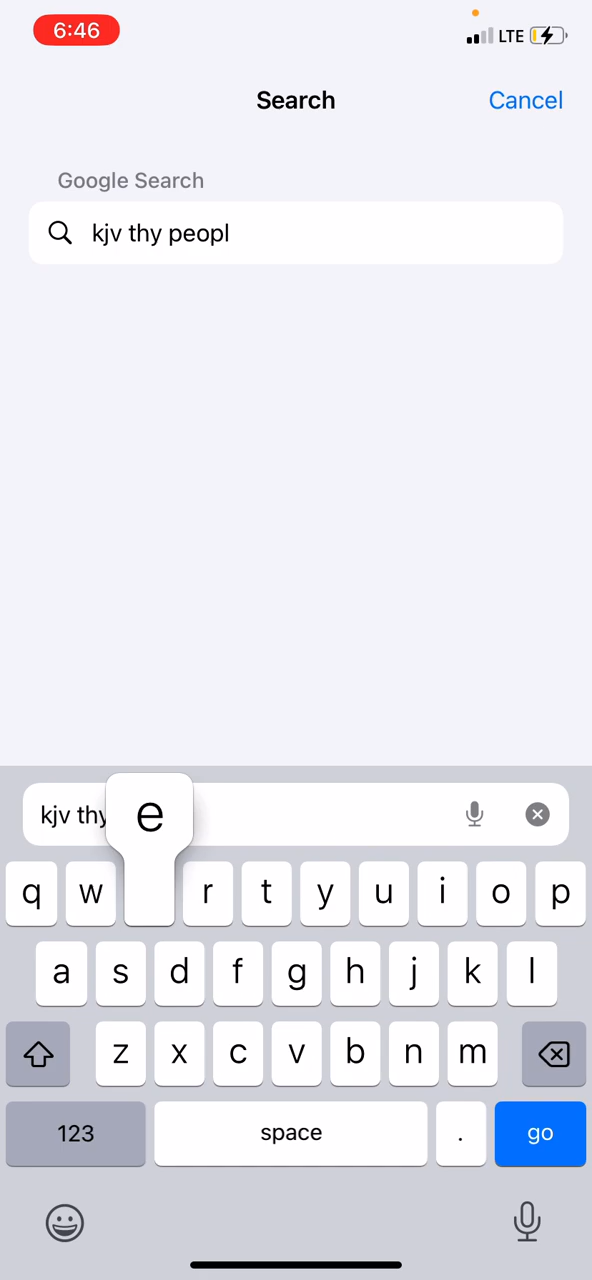 6:46 LTE
Search Cancel
Google Search
kjv thy peopl
kjv thy e
q w r t y u i o p
a s d f g h j k l
z x c v b n m
123 space . go